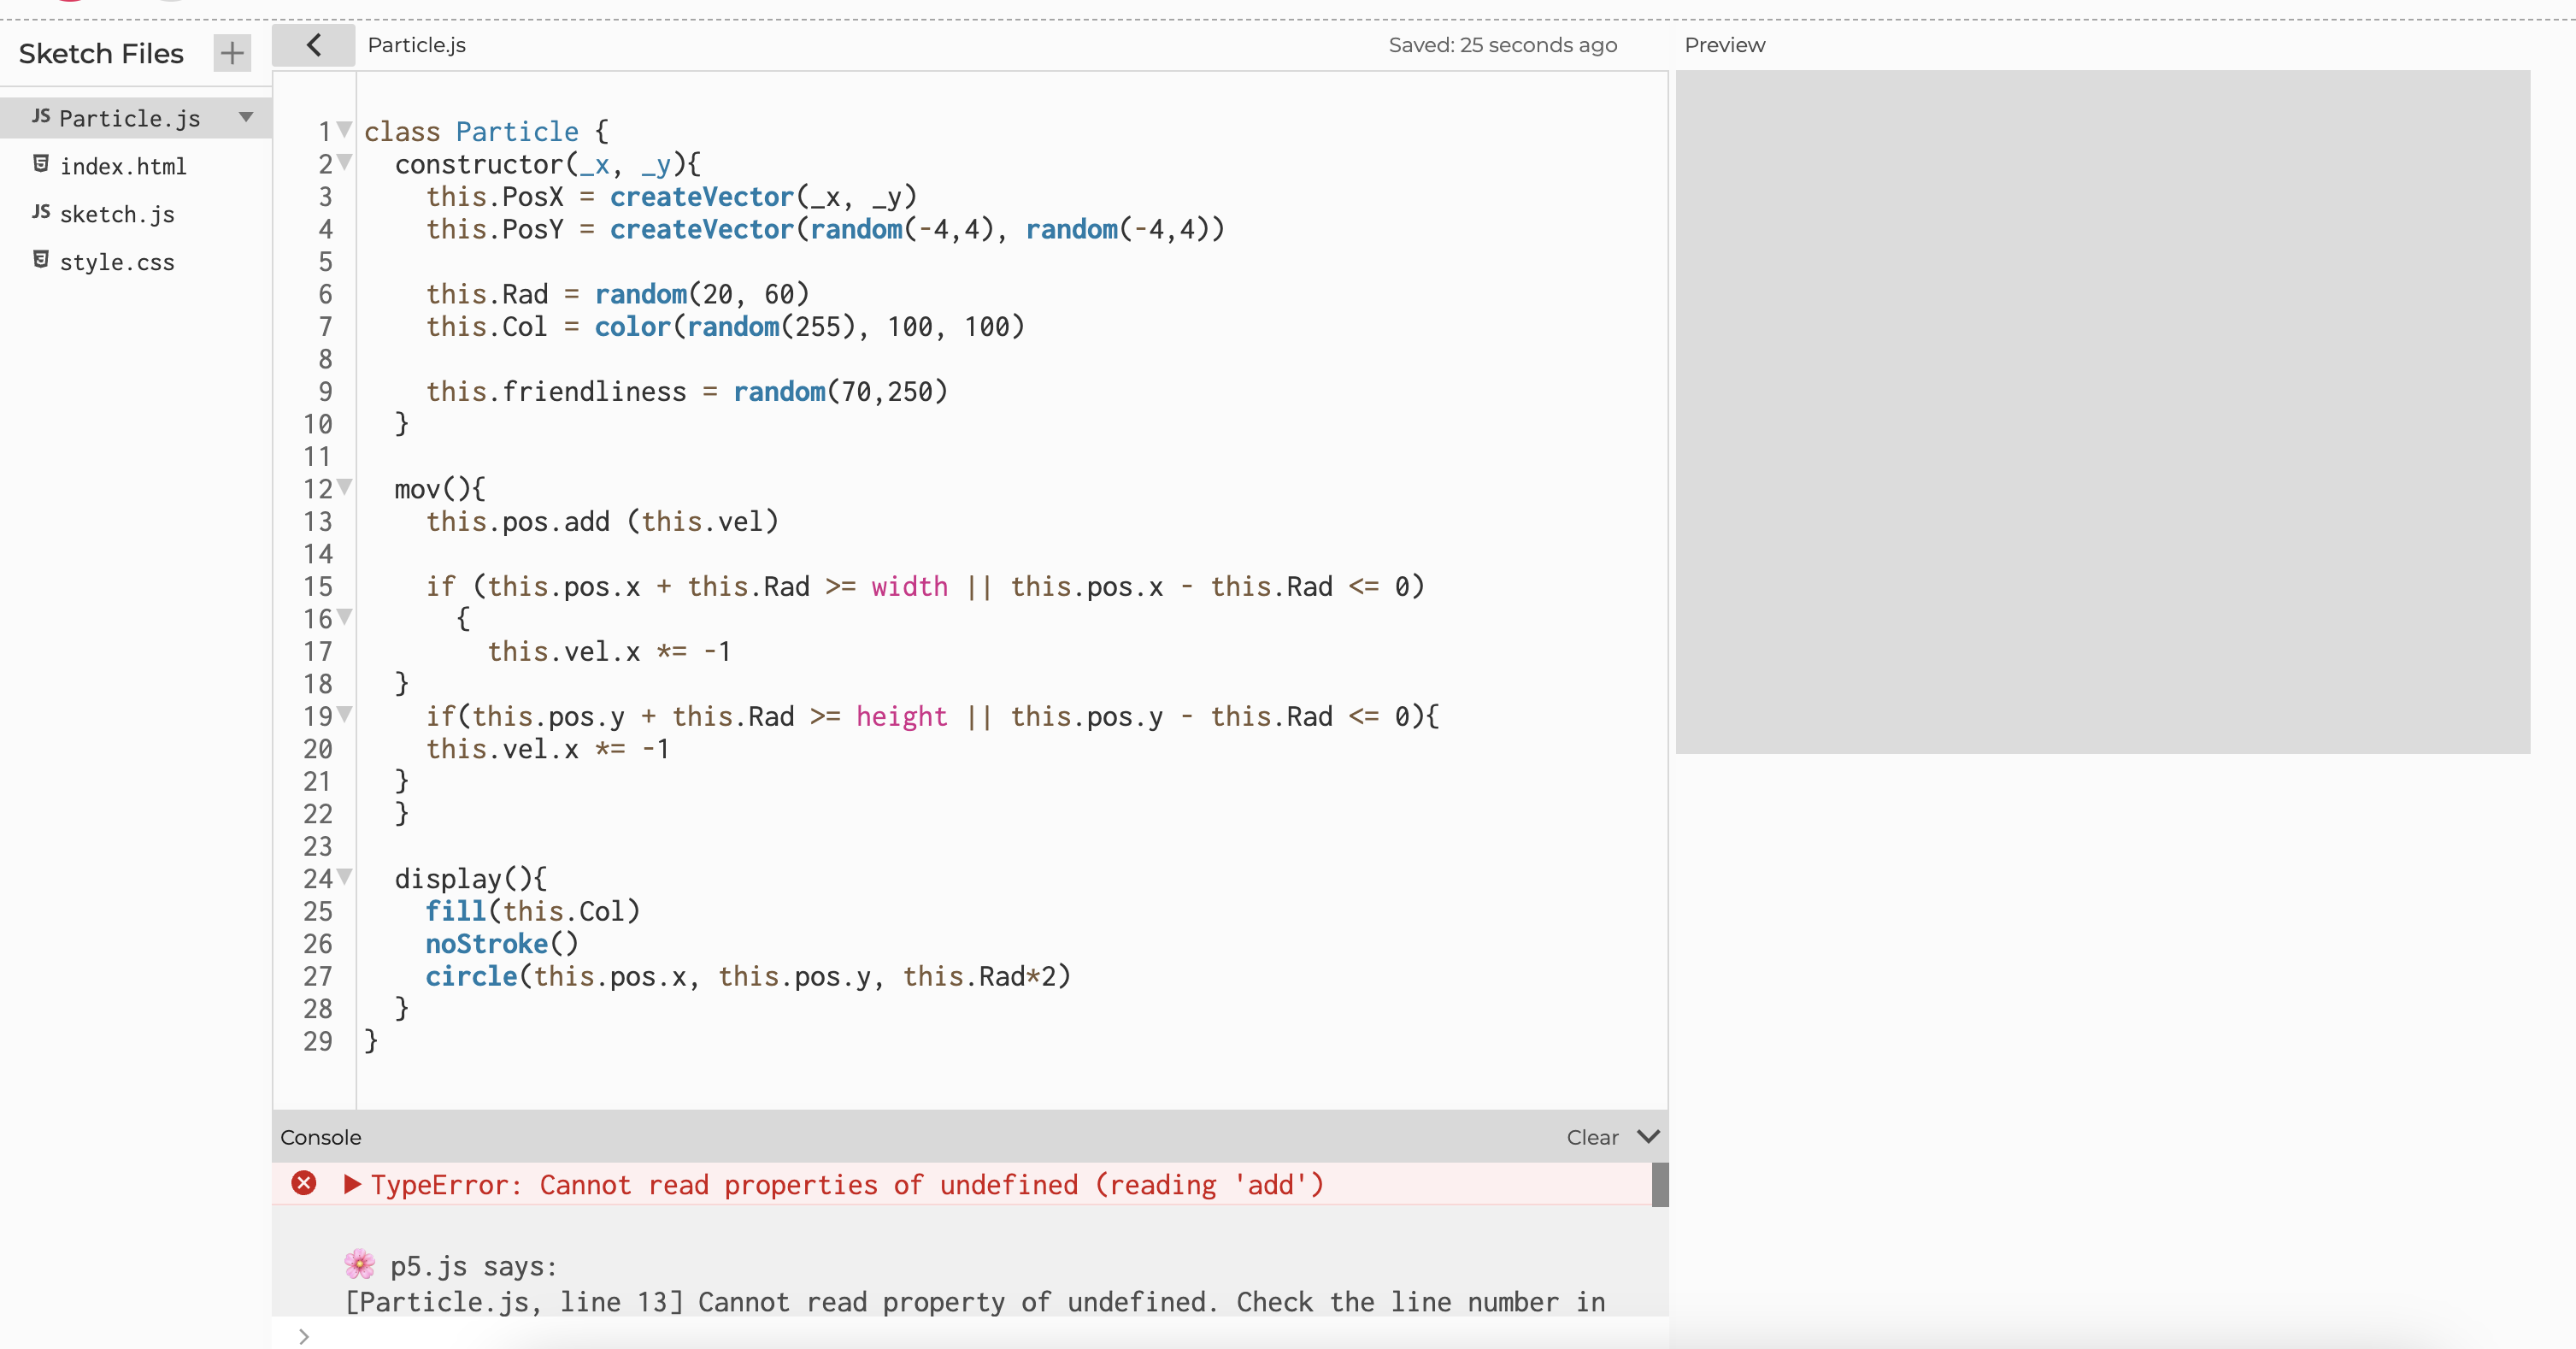 Sketch Files
+
Particle.js
Saved: 25 seconds ago
Preview
JS Particle.js
index.html
JS sketch.js
style.css
1 class Particle {
2 constructor(_x, _y){
3 this.PosX = createVector(_x, _y)
4 this.PosY = createVector(random(-4,4), random(-4,4))
5
6 this.Rad = random(20, 60)
7 this.Col = color(random(255), 100, 100)
8
9 this.friendliness = random(70,250)
10 }
11
12 mov(){
13 this.pos.add (this.vel)
14
15 if (this.pos.x + this.Rad >= width || this.pos.x - this.Rad <= 0)
16 {
17 this.vel.x *= -1
18 }
19 if(this.pos.y + this.Rad >= height || this.pos.y - this.Rad <= 0){
20 this.vel.x *= -1
21 }
22 }
23
24 display(){
25 fill(this.Col)
26 noStroke()
27 circle(this.pos.x, this.pos.y, this.Rad*2)
28 }
29 }
Console
Clear
TypeError: Cannot read properties of undefined (reading 'add')
🌸 p5.js says:
[Particle.js, line 13] Cannot read property of undefined. Check the line number in
>